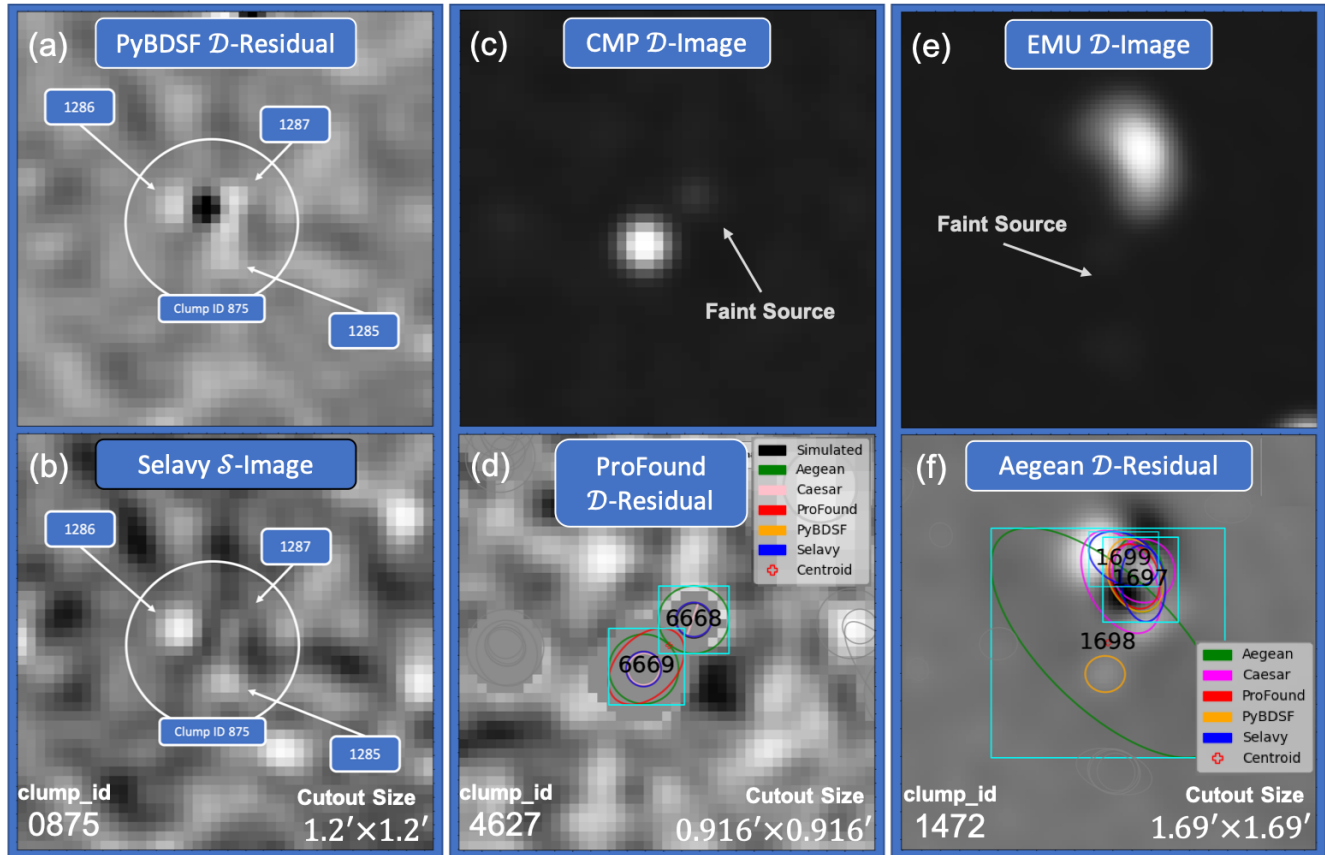 (a)
PyBDSF 𝒟-Residual
1286
1287
Clump ID 875
1285
(b)
Selavy 𝒮-Image
1286
1287
Clump ID 875
1285
clump_id
0875
Cutout Size
1.2′×1.2′
(c)
CMP 𝒟-Image
Faint Source
(d)
ProFound
𝒟-Residual
Simulated
Aegean
Caesar
ProFound
PyBDSF
Selavy
Centroid
6668
6669
clump_id
4627
Cutout Size
0.916′×0.916′
(e)
EMU 𝒟-Image
Faint Source
(f)
Aegean 𝒟-Residual
1699
1697
1698
Aegean
Caesar
ProFound
PyBDSF
Selavy
Centroid
clump_id
1472
Cutout Size
1.69′×1.69′